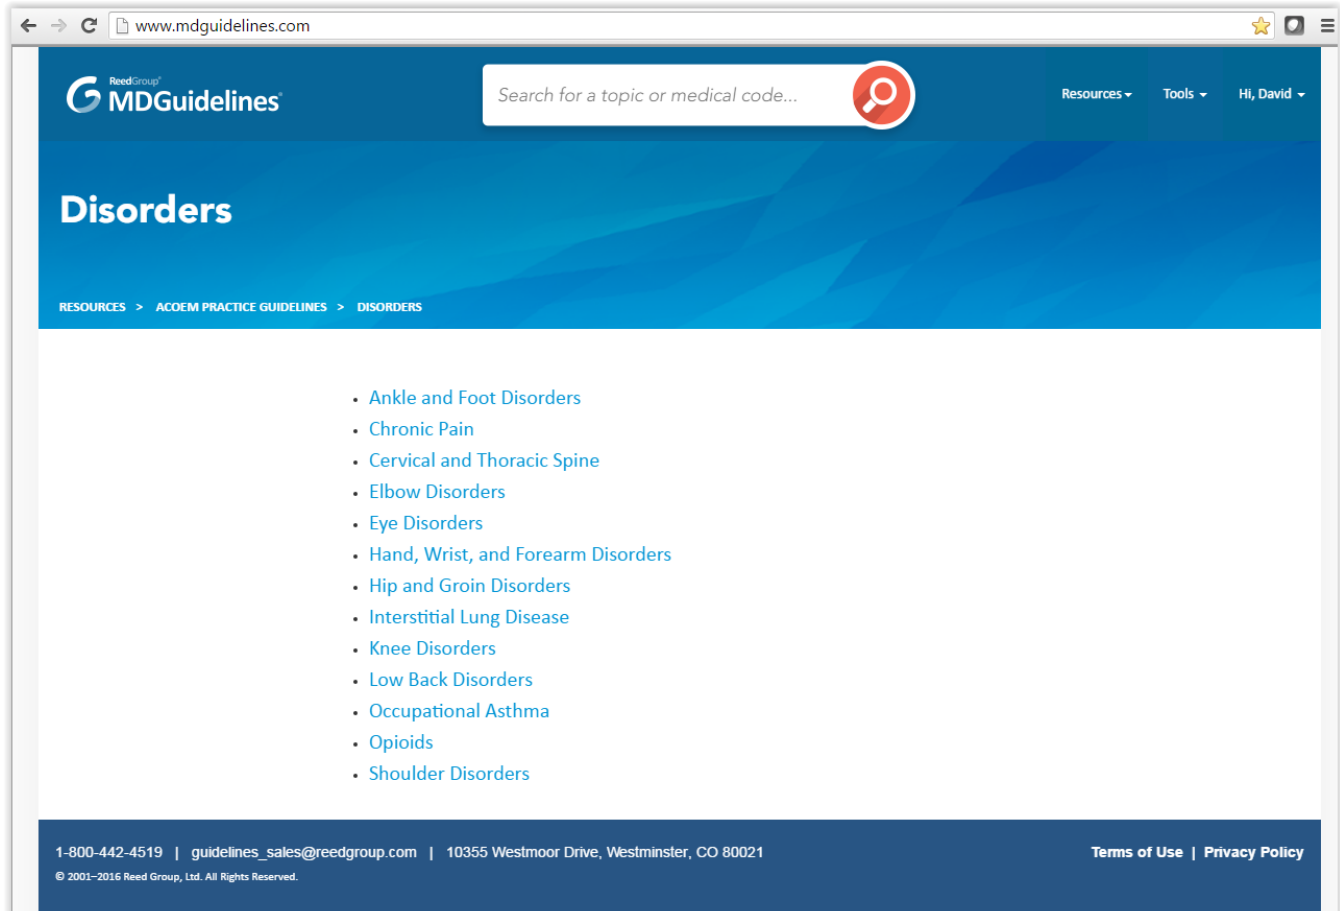 www.mdguidelines.com
ReedGroup®
MDGuidelines®
Search for a topic or medical code...
Resources
Tools
Hi, David
Disorders
RESOURCES > ACOEM PRACTICE GUIDELINES > DISORDERS
• Ankle and Foot Disorders
• Chronic Pain
• Cervical and Thoracic Spine
• Elbow Disorders
• Eye Disorders
• Hand, Wrist, and Forearm Disorders
• Hip and Groin Disorders
• Interstitial Lung Disease
• Knee Disorders
• Low Back Disorders
• Occupational Asthma
• Opioids
• Shoulder Disorders
1-800-442-4519 | guidelines_sales@reedgroup.com | 10355 Westmoor Drive, Westminster, CO 80021
Terms of Use | Privacy Policy
© 2001–2016 Reed Group, Ltd. All Rights Reserved.